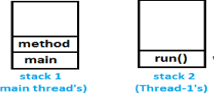 method
main
run()
stack 1
(main thread's)
stack 2
(Thread-1's)